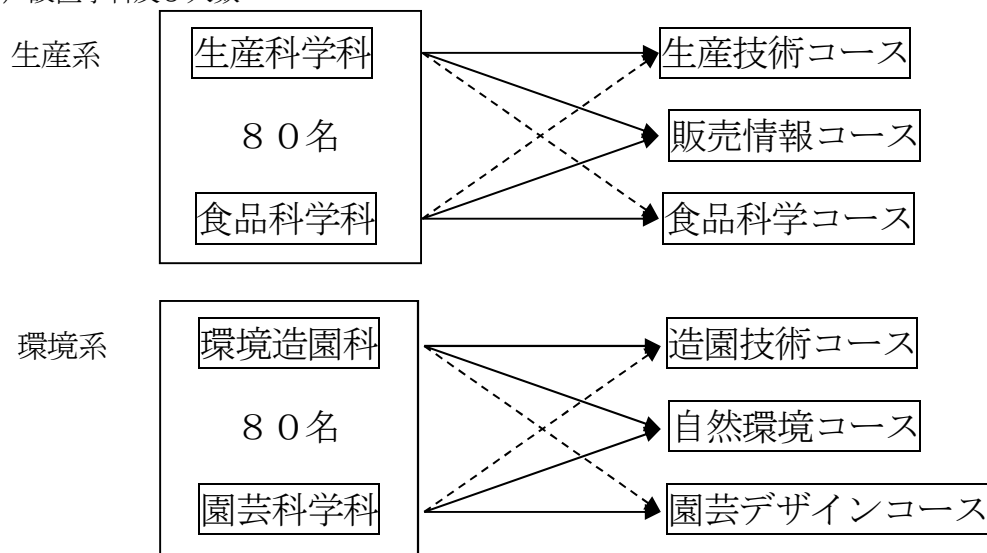 生産系
生産科学科
８０名
食品科学科
生産技術コース
販売情報コース
食品科学コース
環境系
環境造園科
８０名
園芸科学科
造園技術コース
自然環境コース
園芸デザインコース